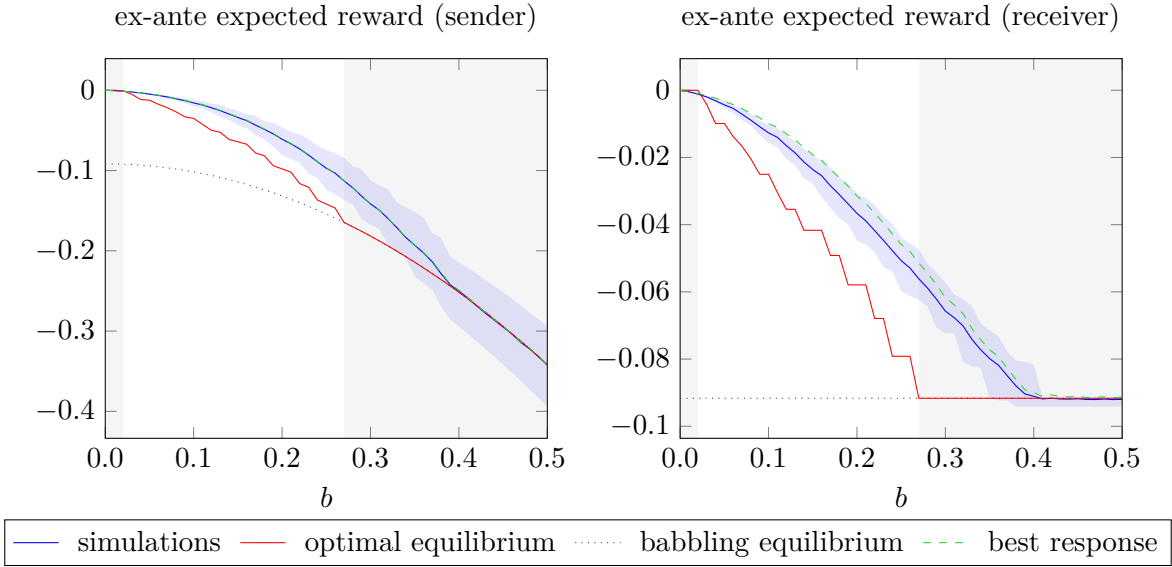 ex-ante expected reward (sender)
0
−0.1
−0.2
−0.3
−0.4
0.0 0.1 0.2 0.3 0.4 0.5
b
ex-ante expected reward (receiver)
0
−0.02
−0.04
−0.06
−0.08
−0.1
0.0 0.1 0.2 0.3 0.4 0.5
b
simulations optimal equilibrium babbling equilibrium best response